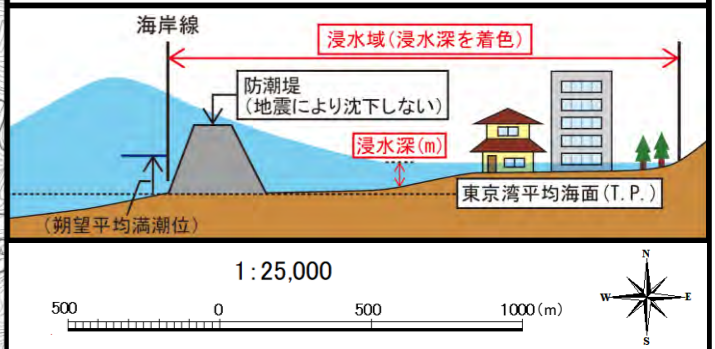 海岸線
浸水域(浸水深を着色)
防潮堤
(地震により沈下しない)
浸水深(m)
東京湾平均海面(T.P.)
(朔望平均満潮位)
1:25,000
500 0 500 1000(m)
N
W E
S